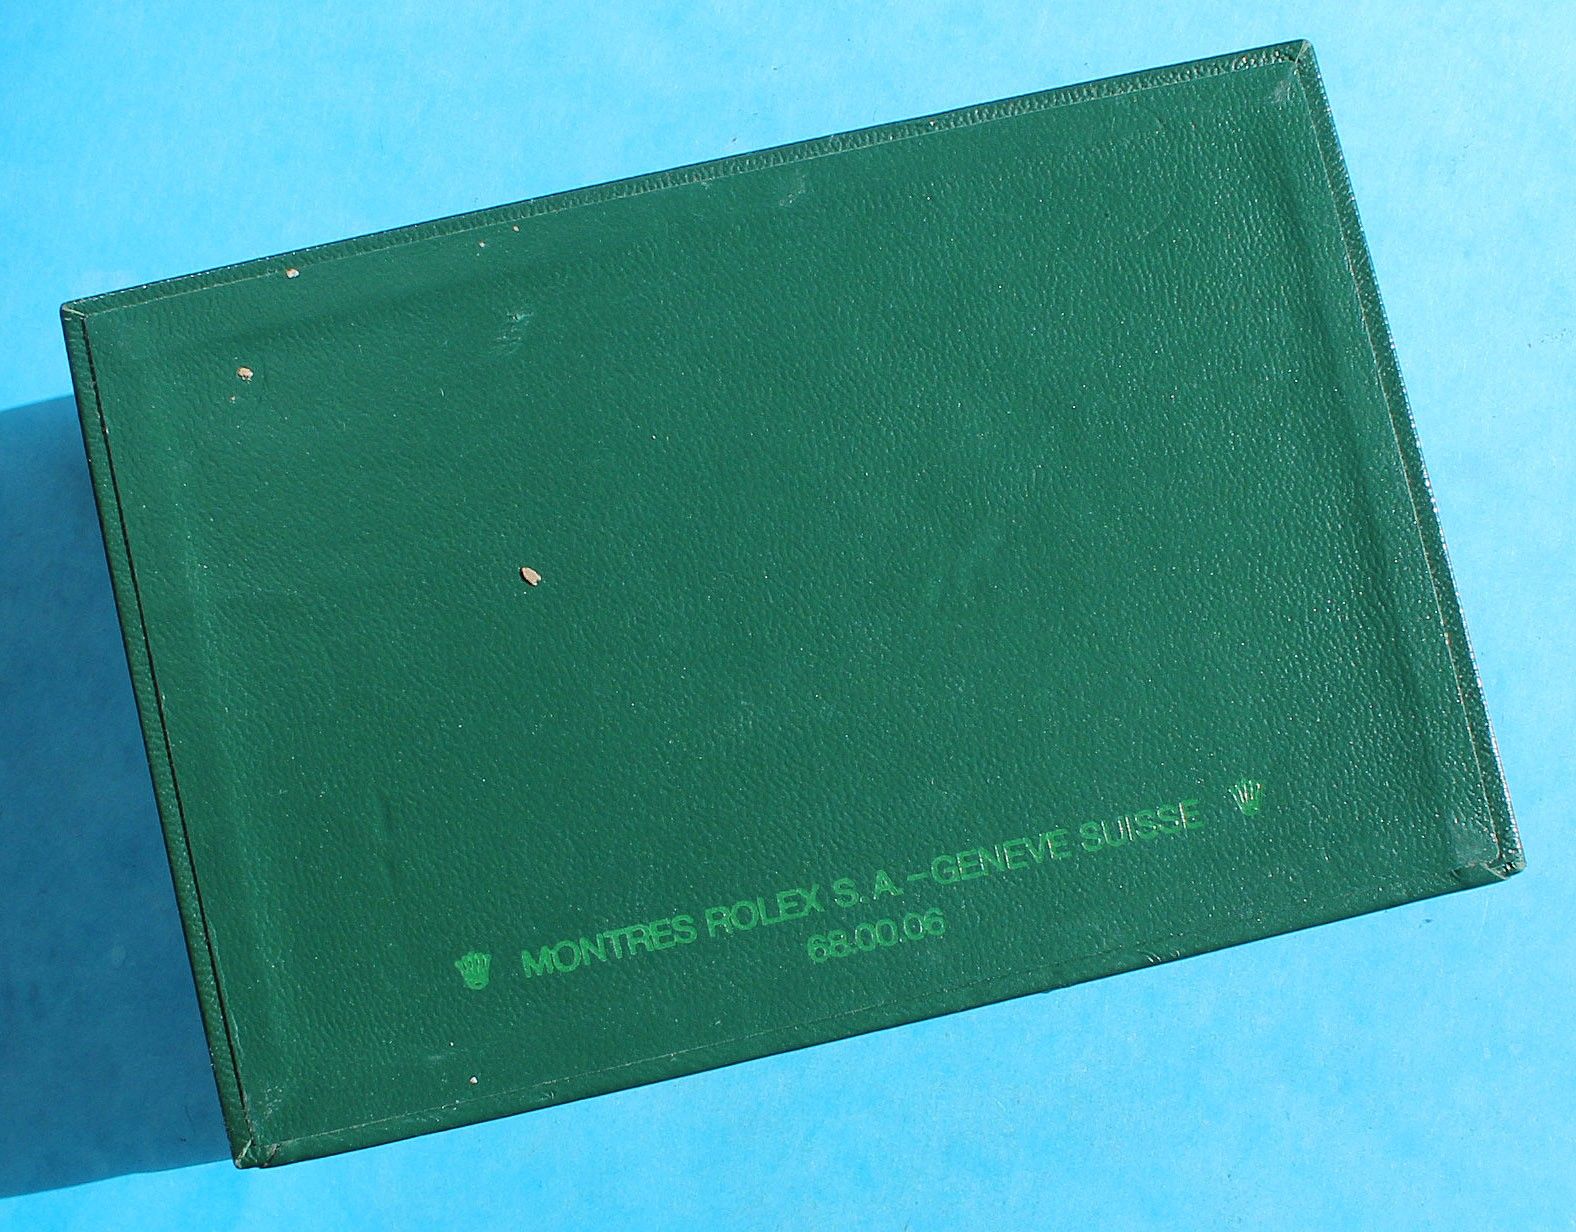 MONTRES ROLEX S.A.-GENEVE SUISSE
68.00.06